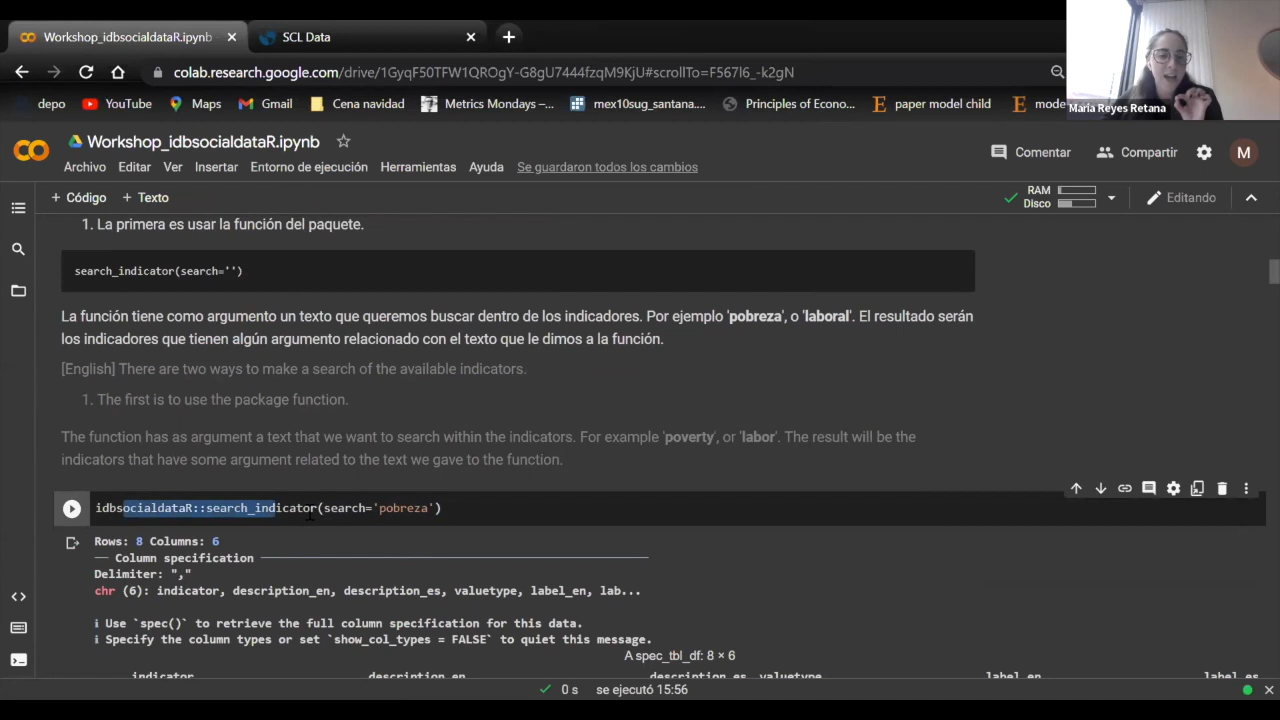 Workshop_idbsocialdataR.ipynb
SCL Data
colab.research.google.com/drive/1GyqF50TFW1QROgY-G8gU7444fzqM9KjU#scrollTo=F567l6_-k2gN
depo
YouTube
Maps
Gmail
Cena navidad
Metrics Mondays –...
mex10sug_santana....
Principles of Econo...
paper model child
mode
Maria Reyes Retana
Workshop_idbsocialdataR.ipynb
Comentar
Compartir
M
Archivo Editar Ver Insertar Entorno de ejecución Herramientas Ayuda Se guardaron todos los cambios
+ Código + Texto
RAM
Disco
Editando
1. La primera es usar la función del paquete.
search_indicator(search='')
La función tiene como argumento un texto que queremos buscar dentro de los indicadores. Por ejemplo 'pobreza', o 'laboral'. El resultado serán
los indicadores que tienen algún argumento relacionado con el texto que le dimos a la función.
[English] There are two ways to make a search of the available indicators.
1. The first is to use the package function.
The function has as argument a text that we want to search within the indicators. For example 'poverty', or 'labor'. The result will be the
indicators that have some argument related to the text we gave to the function.
idbsocialdataR::search_indicator(search='pobreza')
Rows: 8 Columns: 6
── Column specification ────────────────────────
Delimiter: ","
chr (6): indicator, description_en, description_es, valuetype, label_en, lab...
ℹ Use `spec()` to retrieve the full column specification for this data.
ℹ Specify the column types or set `show_col_types = FALSE` to quiet this message.
A spec_tbl_df: 8 × 6
indicator description_en description_es valuetype label_en label_es
0 s se ejecutó 15:56